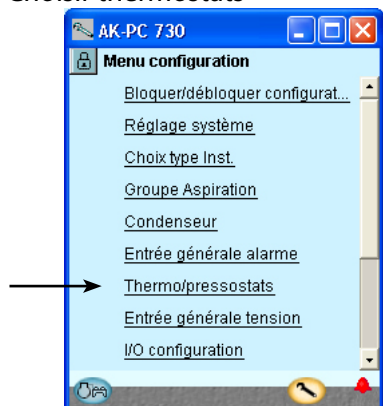 Choisir thermostats
AK-PC 730
Menu configuration
Bloquer/débloquer configurat...
Réglage système
Choix type Inst.
Groupe Aspiration
Condenseur
Entrée générale alarme
Thermo/pressostats
Entrée générale tension
I/O configuration